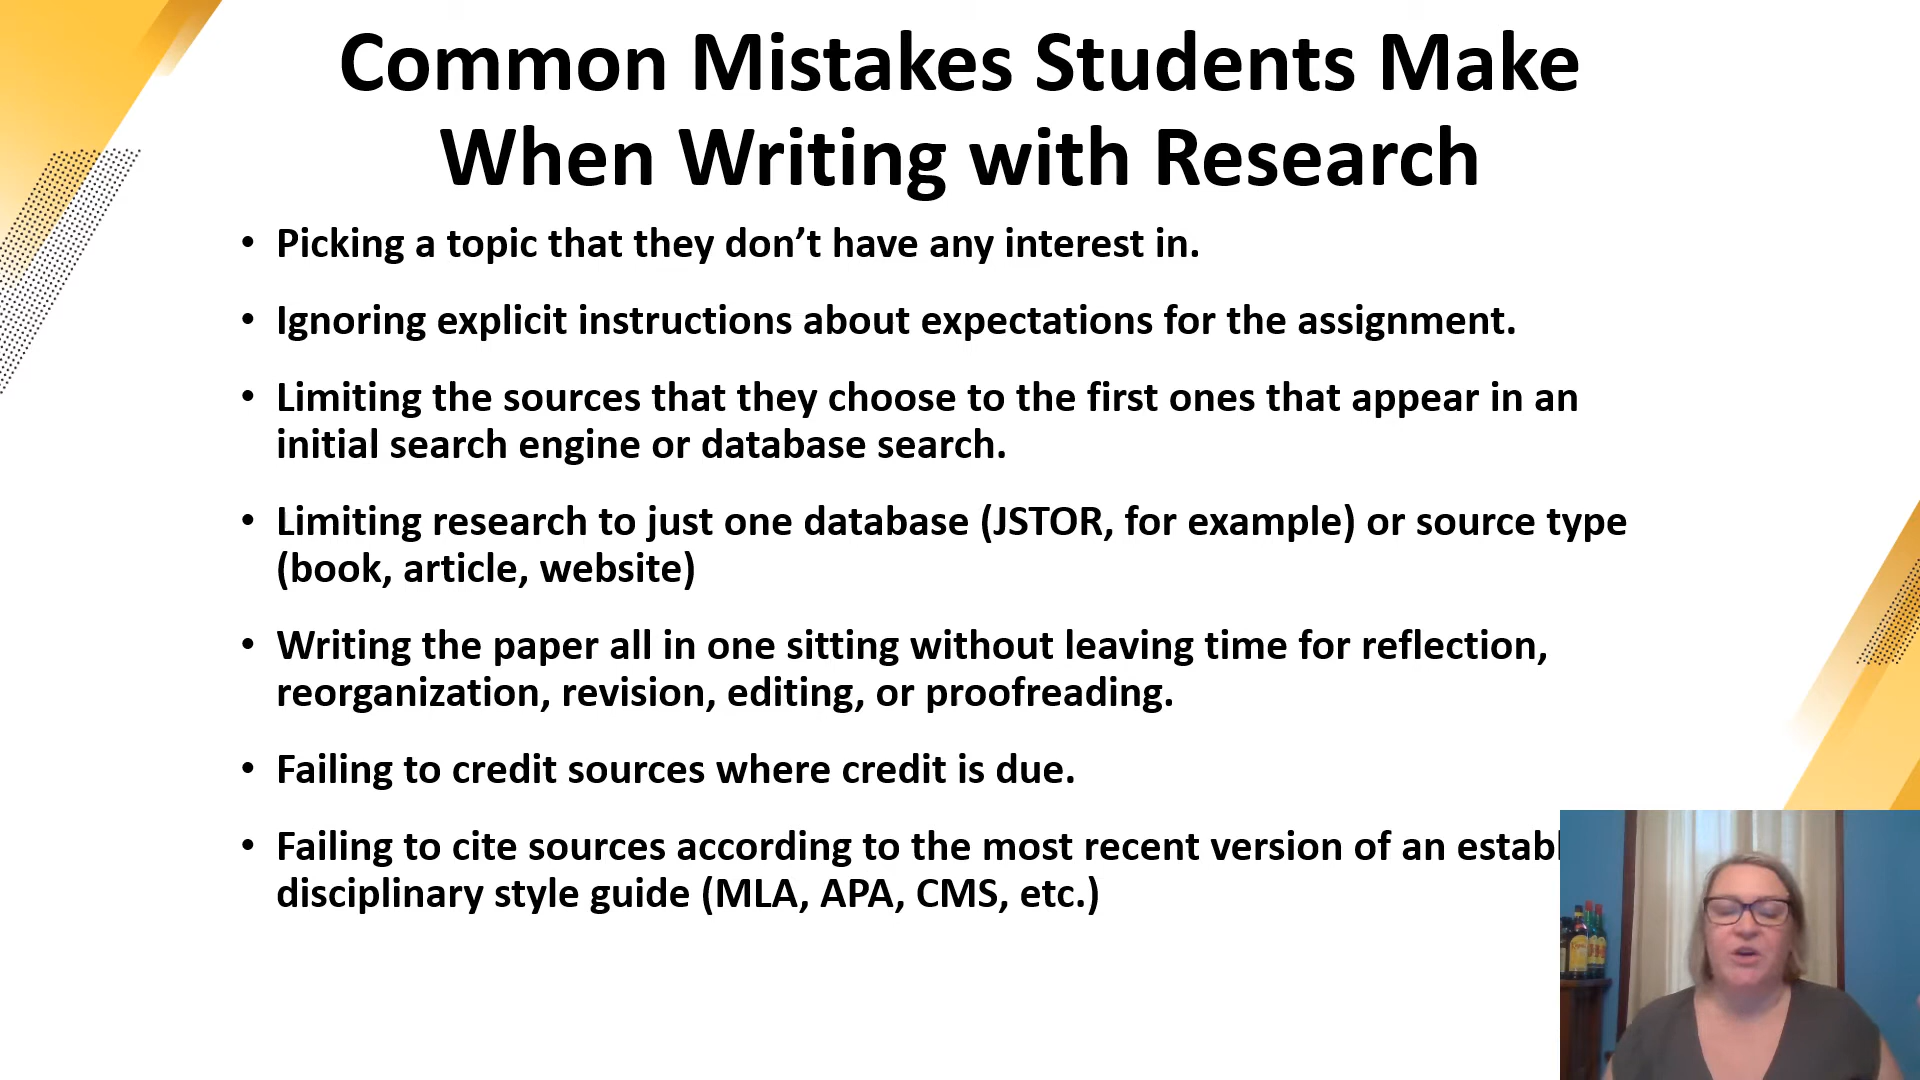 Common Mistakes Students Make
When Writing with Research
• Picking a topic that they don’t have any interest in.
• Ignoring explicit instructions about expectations for the assignment.
• Limiting the sources that they choose to the first ones that appear in an
initial search engine or database search.
• Limiting research to just one database (JSTOR, for example) or source type
(book, article, website)
• Writing the paper all in one sitting without leaving time for reflection,
reorganization, revision, editing, or proofreading.
• Failing to credit sources where credit is due.
• Failing to cite sources according to the most recent version of an
disciplinary style guide (MLA, APA, CMS, etc.)